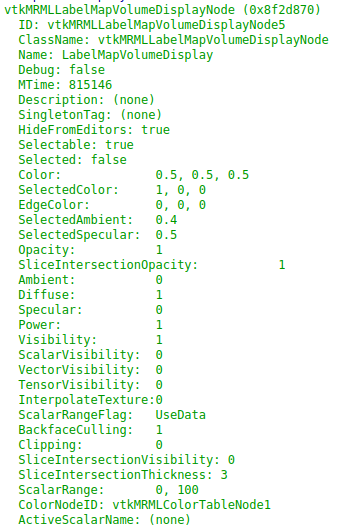 vtkMRMLLabelMapVolumeDisplayNode (0x8f2d870)
ID: vtkMRMLLabelMapVolumeDisplayNode5
ClassName: vtkMRMLLabelMapVolumeDisplayNode
Name: LabelMapVolumeDisplay
Debug: false
MTime: 815146
Description: (none)
SingletonTag: (none)
HideFromEditors: true
Selectable: true
Selected: false
Color: 0.5, 0.5, 0.5
SelectedColor: 1, 0, 0
EdgeColor: 0, 0, 0
SelectedAmbient: 0.4
SelectedSpecular: 0.5
Opacity: 1
SliceIntersectionOpacity: 1
Ambient: 0
Diffuse: 1
Specular: 0
Power: 1
Visibility: 1
ScalarVisibility: 0
VectorVisibility: 0
TensorVisibility: 0
InterpolateTexture:0
ScalarRangeFlag: UseData
BackfaceCulling: 1
Clipping: 0
SliceIntersectionVisibility: 0
SliceIntersectionThickness: 3
ScalarRange: 0, 100
ColorNodeID: vtkMRMLColorTableNode1
ActiveScalarName: (none)